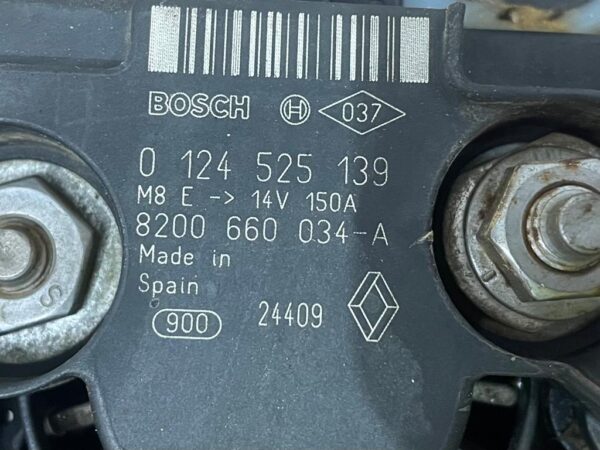 BOSCH 037
0 124 525 139
M8 E -> 14V 150A
8200 660 034-A
Made in
Spain
900 24409